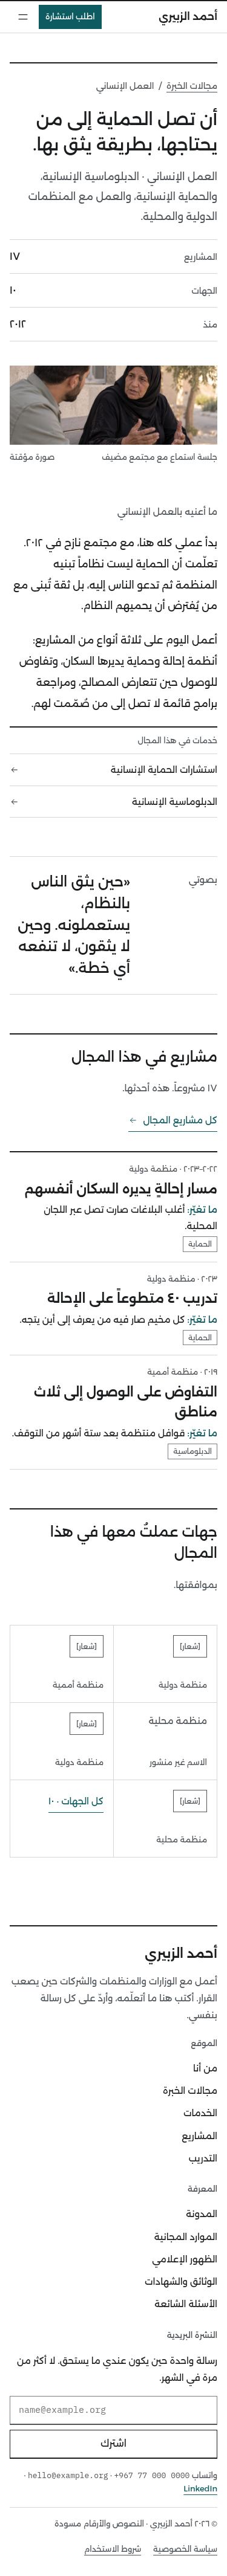 أحمد الزبيري
اطلب استشارة
مجالات الخبرة / العمل الإنساني
أن تصل الحماية إلى من
يحتاجها، بطريقة يثق بها.
العمل الإنساني · الدبلوماسية الإنسانية،
والحماية الإنسانية، والعمل مع المنظمات
الدولية والمحلية.
المشاريع ١٧
الجهات ١٠
منذ ٢٠١٢
جلسة استماع مع مجتمع مضيف صورة مؤقتة
ما أعنيه بالعمل الإنساني
بدأ عملي كله هنا، مع مجتمع نازح في ٢٠١٢.
تعلّمت أن الحماية ليست نظاماً تبنيه
المنظمة ثم تدعو الناس إليه، بل ثقة تُبنى مع
من يُفترض أن يحميهم النظام.
أعمل اليوم على ثلاثة أنواع من المشاريع:
أنظمة إحالة وحماية يديرها السكان، وتفاوض
للوصول حين تتعارض المصالح، ومراجعة
برامج قائمة لا تصل إلى من صُمّمت لهم.
خدمات في هذا المجال
استشارات الحماية الإنسانية ←
الدبلوماسية الإنسانية ←
بصوتي
«حين يثق الناس
بالنظام،
يستعملونه. وحين
لا يثقون، لا تنفعه
أي خطة.»
مشاريع في هذا المجال
١٧ مشروعاً. هذه أحدثها.
كل مشاريع المجال ←
٢٠٢٢–٢٠٢٣ · منظمة دولية
مسار إحالةٍ يديره السكان أنفسهم
ما تغيّر: أغلب البلاغات صارت تصل عبر اللجان
المحلية.
الحماية
٢٠٢٣ · منظمة دولية
تدريب ٤٠ متطوعاً على الإحالة
ما تغيّر: كل مخيم صار فيه من يعرف إلى أين يتجه.
الحماية
٢٠١٩ · منظمة أممية
التفاوض على الوصول إلى ثلاث
مناطق
ما تغيّر: قوافل منتظمة بعد ستة أشهر من التوقف.
الدبلوماسية
جهات عملتُ معها في هذا
المجال
بموافقتها.
[شعار]
منظمة دولية
[شعار]
منظمة أممية
منظمة محلية
الاسم غير منشور
[شعار]
منظمة دولية
[شعار]
منظمة محلية
كل الجهات · ١٠
أحمد الزبيري
أعمل مع الوزارات والمنظمات والشركات حين يصعب
القرار. أكتب هنا ما أتعلّمه، وأردّ على كل رسالة
بنفسي.
الموقع
من أنا
مجالات الخبرة
الخدمات
المشاريع
التدريب
المعرفة
المدونة
الموارد المجانية
الظهور الإعلامي
الوثائق والشهادات
الأسئلة الشائعة
النشرة البريدية
رسالة واحدة حين يكون عندي ما يستحق. لا أكثر من
مرة في الشهر.
name@example.org
اشترك
واتساب +967 77 000 0000 · hello@example.org ·
LinkedIn
© ٢٠٢٦ أحمد الزبيري · النصوص والأرقام مسودة
سياسة الخصوصية شروط الاستخدام